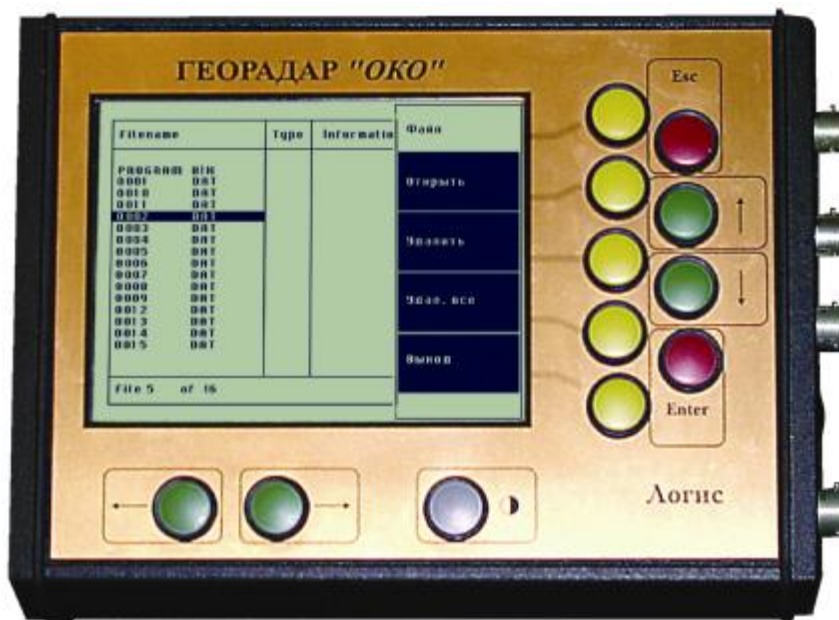 ГЕОРАДАР "ОКО"
Esc
Filename Type Informatio
Файл
PROGRAM BIN
0001 DAT
0010 DAT
0011 DAT
0002 DAT
0003 DAT
0004 DAT
0005 DAT
0006 DAT
0007 DAT
0008 DAT
0009 DAT
0012 DAT
0013 DAT
0014 DAT
0015 DAT
Открыть
Удалить
Удал. все
Выход
File 5 of 16
Enter
Логис